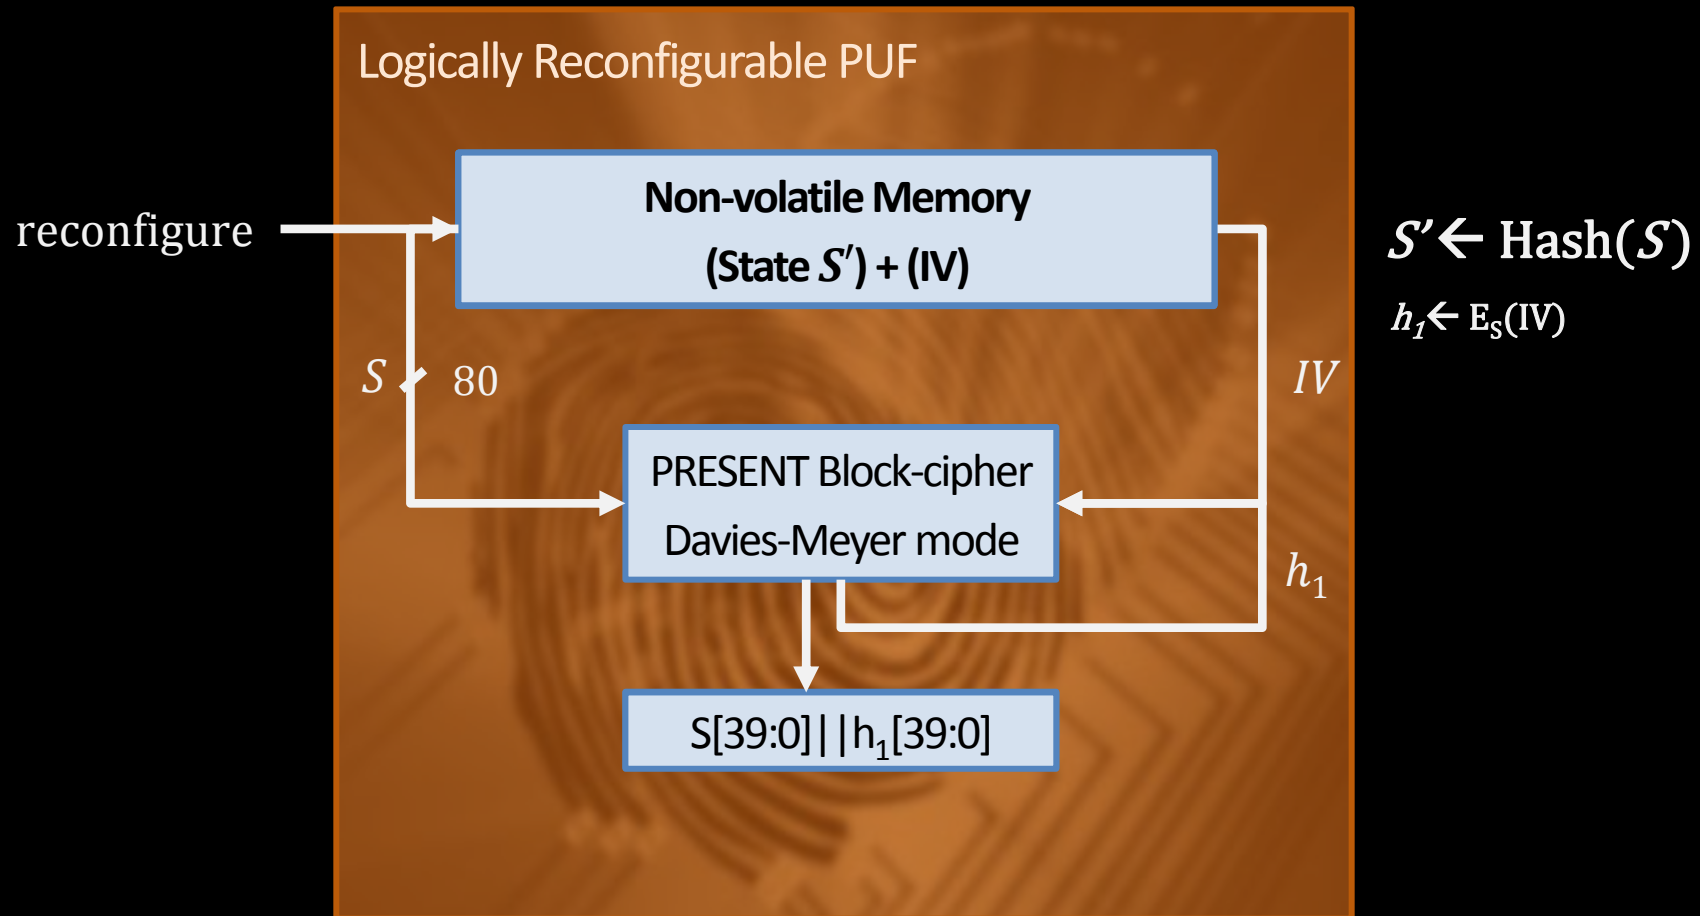 Logically Reconfigurable PUF
Non-volatile Memory
(State S′) + (IV)
reconfigure
S′ ← Hash(S)
h₁ ← E_S(IV)
S
80
IV
PRESENT Block-cipher
Davies-Meyer mode
h₁
S[39:0]||h₁[39:0]